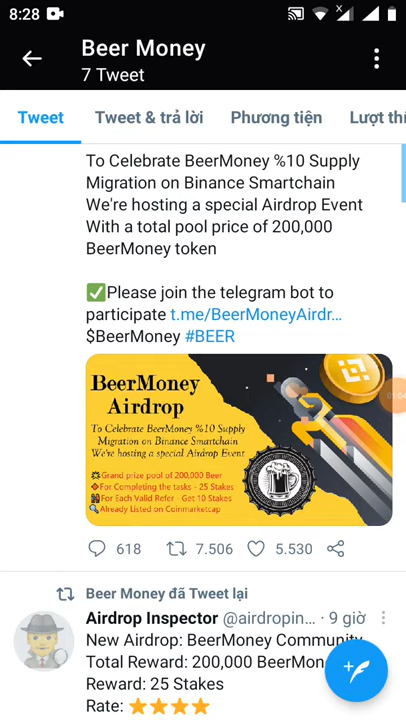 8:28
Beer Money
7 Tweet
Tweet
Tweet & trả lời
Phương tiện
Lượt thí
To Celebrate BeerMoney %10 Supply
Migration on Binance Smartchain
We're hosting a special Airdrop Event
With a total pool price of 200,000
BeerMoney token
✅Please join the telegram bot to
participate t.me/BeerMoneyAirdr...
$BeerMoney #BEER
BeerMoney
Airdrop
To Celebrate BeerMoney %10 Supply
Migration on Binance Smartchain
We're hosting a special Airdrop Event
Grand prize pool of 200,000 Beer
For Completing the tasks - 25 Stakes
For Each Valid Refer - Get 10 Stakes
Already Listed on Coinmarketcap
01:04
618 7.506 5.530
Beer Money đã Tweet lại
Airdrop Inspector @airdropin... · 9 giờ
New Airdrop: BeerMoney Community
Total Reward: 200,000 BeerMon
Reward: 25 Stakes
Rate: ⭐⭐⭐⭐